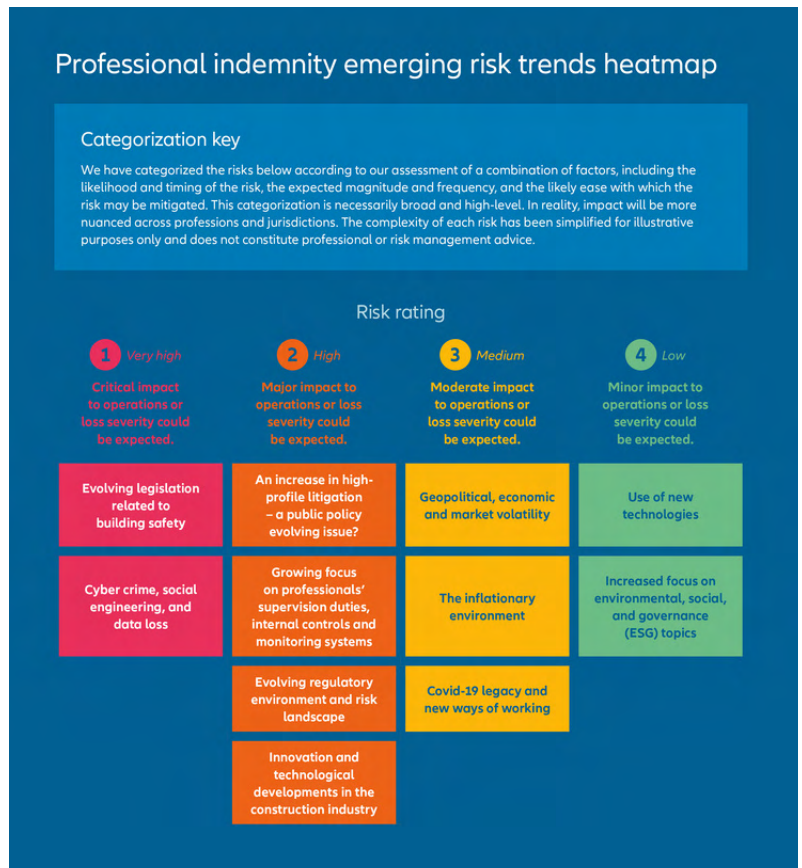 Professional indemnity emerging risk trends heatmap
Categorization key
We have categorized the risks below according to our assessment of a combination of factors, including the
likelihood and timing of the risk, the expected magnitude and frequency, and the likely ease with which the
risk may be mitigated. This categorization is necessarily broad and high-level. In reality, impact will be more
nuanced across professions and jurisdictions. The complexity of each risk has been simplified for illustrative
purposes only and does not constitute professional or risk management advice.
Risk rating
1 Very high
Critical impact
to operations or
loss severity could
be expected.
Evolving legislation
related to
building safety
Cyber crime, social
engineering, and
data loss
2 High
Major impact to
operations or loss
severity could
be expected.
An increase in high-
profile litigation
– a public policy
evolving issue?
Growing focus
on professionals'
supervision duties,
internal controls and
monitoring systems
Evolving regulatory
environment and risk
landscape
Innovation and
technological
developments in the
construction industry
3 Medium
Moderate impact
to operations or
loss severity could
be expected.
Geopolitical, economic
and market volatility
The inflationary
environment
Covid-19 legacy and
new ways of working
4 Low
Minor impact to
operations or loss
severity could
be expected.
Use of new
technologies
Increased focus on
environmental, social,
and governance
(ESG) topics